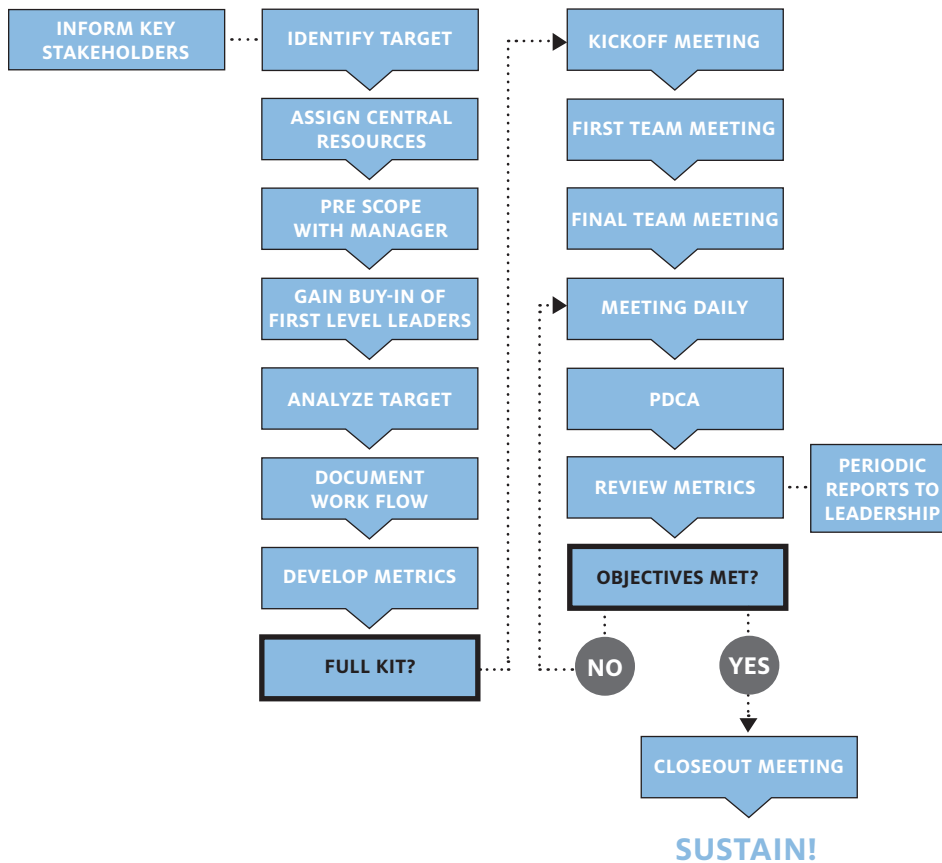 INFORM KEY
STAKEHOLDERS
IDENTIFY TARGET
ASSIGN CENTRAL
RESOURCES
PRE SCOPE
WITH MANAGER
GAIN BUY-IN OF
FIRST LEVEL LEADERS
ANALYZE TARGET
DOCUMENT
WORK FLOW
DEVELOP METRICS
FULL KIT?
KICKOFF MEETING
FIRST TEAM MEETING
FINAL TEAM MEETING
MEETING DAILY
PDCA
REVIEW METRICS
PERIODIC
REPORTS TO
LEADERSHIP
OBJECTIVES MET?
NO
YES
CLOSEOUT MEETING
SUSTAIN!